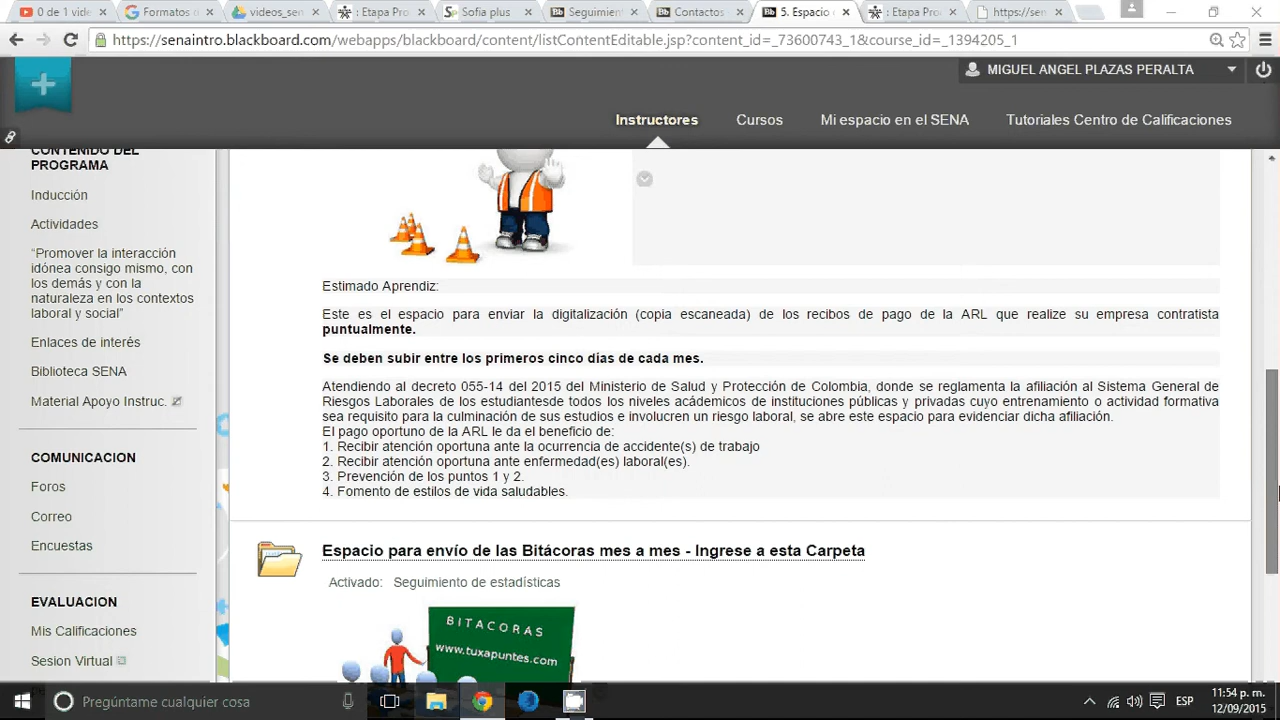 0 de 1 video
Formatos d
videos_sen
: Etapa Pro
Sofia plus
Seguimien
Contactos
5. Espacio
: Etapa Pro
https://sen
https://senaintro.blackboard.com/webapps/blackboard/content/listContentEditable.jsp?content_id=_73600743_1&course_id=_1394205_1
MIGUEL ANGEL PLAZAS PERALTA
Instructores
Cursos
Mi espacio en el SENA
Tutoriales Centro de Calificaciones
CONTENIDO DEL
PROGRAMA
Inducción
Actividades
“Promover la interacción
idónea consigo mismo, con
los demás y con la
naturaleza en los contextos
laboral y social”
Enlaces de interés
Biblioteca SENA
Material Apoyo Instruc.
COMUNICACION
Foros
Correo
Encuestas
EVALUACION
Mis Calificaciones
Sesion Virtual
Estimado Aprendiz:
Este es el espacio para enviar la digitalización (copia escaneada) de los recibos de pago de la ARL que realize su empresa contratista
puntualmente.
Se deben subir entre los primeros cinco días de cada mes.
Atendiendo al decreto 055-14 del 2015 del Ministerio de Salud y Protección de Colombia, donde se reglamenta la afiliación al Sistema General de
Riesgos Laborales de los estudiantesde todos los niveles acádemicos de instituciones públicas y privadas cuyo entrenamiento o actividad formativa
sea requisito para la culminación de sus estudios e involucren un riesgo laboral, se abre este espacio para evidenciar dicha afiliación.
El pago oportuno de la ARL le da el beneficio de:
1. Recibir atención oportuna ante la ocurrencia de accidente(s) de trabajo
2. Recibir atención oportuna ante enfermedad(es) laboral(es).
3. Prevención de los puntos 1 y 2.
4. Fomento de estilos de vida saludables.
Espacio para envío de las Bitácoras mes a mes - Ingrese a esta Carpeta
Activado: Seguimiento de estadísticas
BITACORAS
www.tuxapuntes.com
Pregúntame cualquier cosa
ESP
11:54 p. m.
12/09/2015